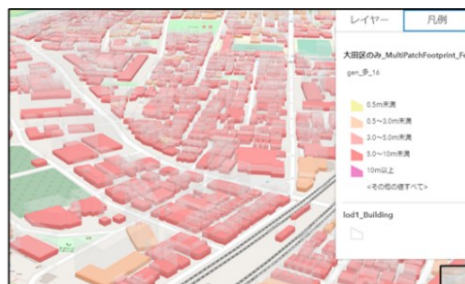 レイヤー
凡例
大田区のみ_MultiPatchFootprint_Fe
gen_多_16
0.5m未満
0.5～3.0m未満
3.0～5.0m未満
5.0～10m未満
10m以上
<その他の値すべて>
lod1_Building